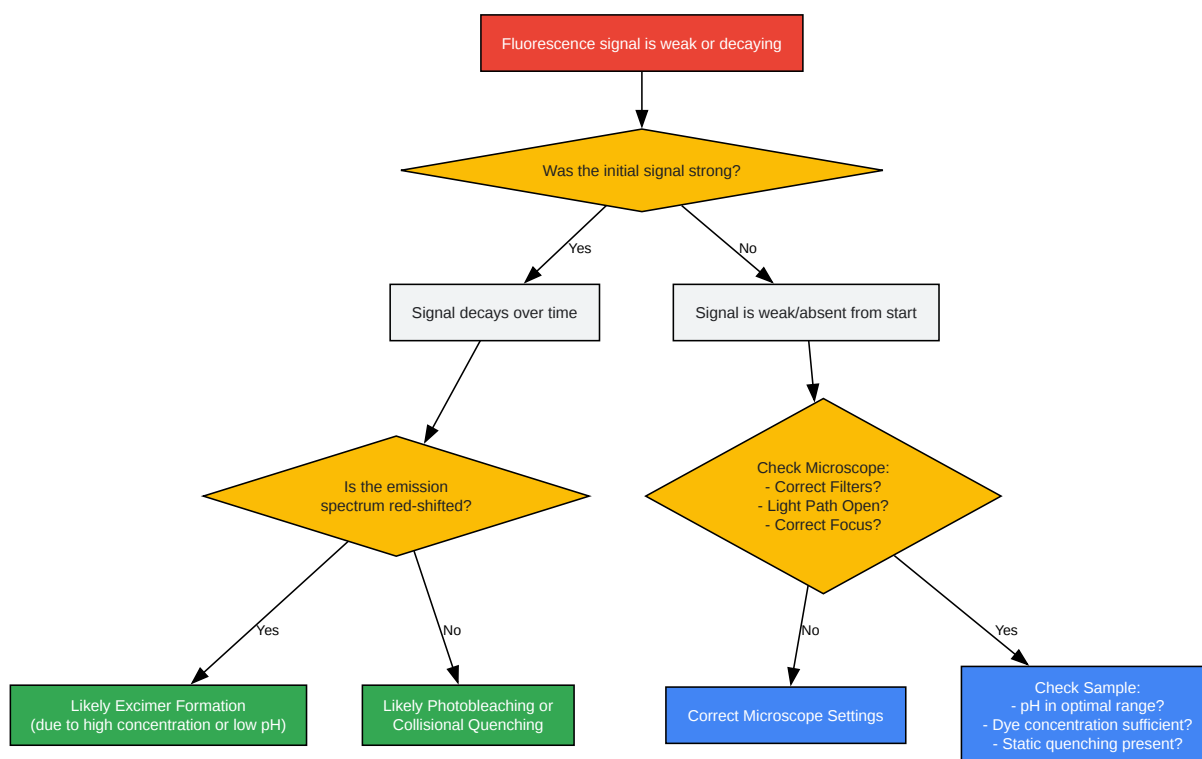 Fluorescence signal is weak or decaying
Was the initial signal strong?
Yes
No
Signal decays over time
Signal is weak/absent from start
Is the emission
spectrum red-shifted?
Check Microscope:
- Correct Filters?
- Light Path Open?
- Correct Focus?
Yes
No
No
Yes
Likely Excimer Formation
(due to high concentration or low pH)
Likely Photobleaching or
Collisional Quenching
Correct Microscope Settings
Check Sample:
- pH in optimal range?
- Dye concentration sufficient?
- Static quenching present?